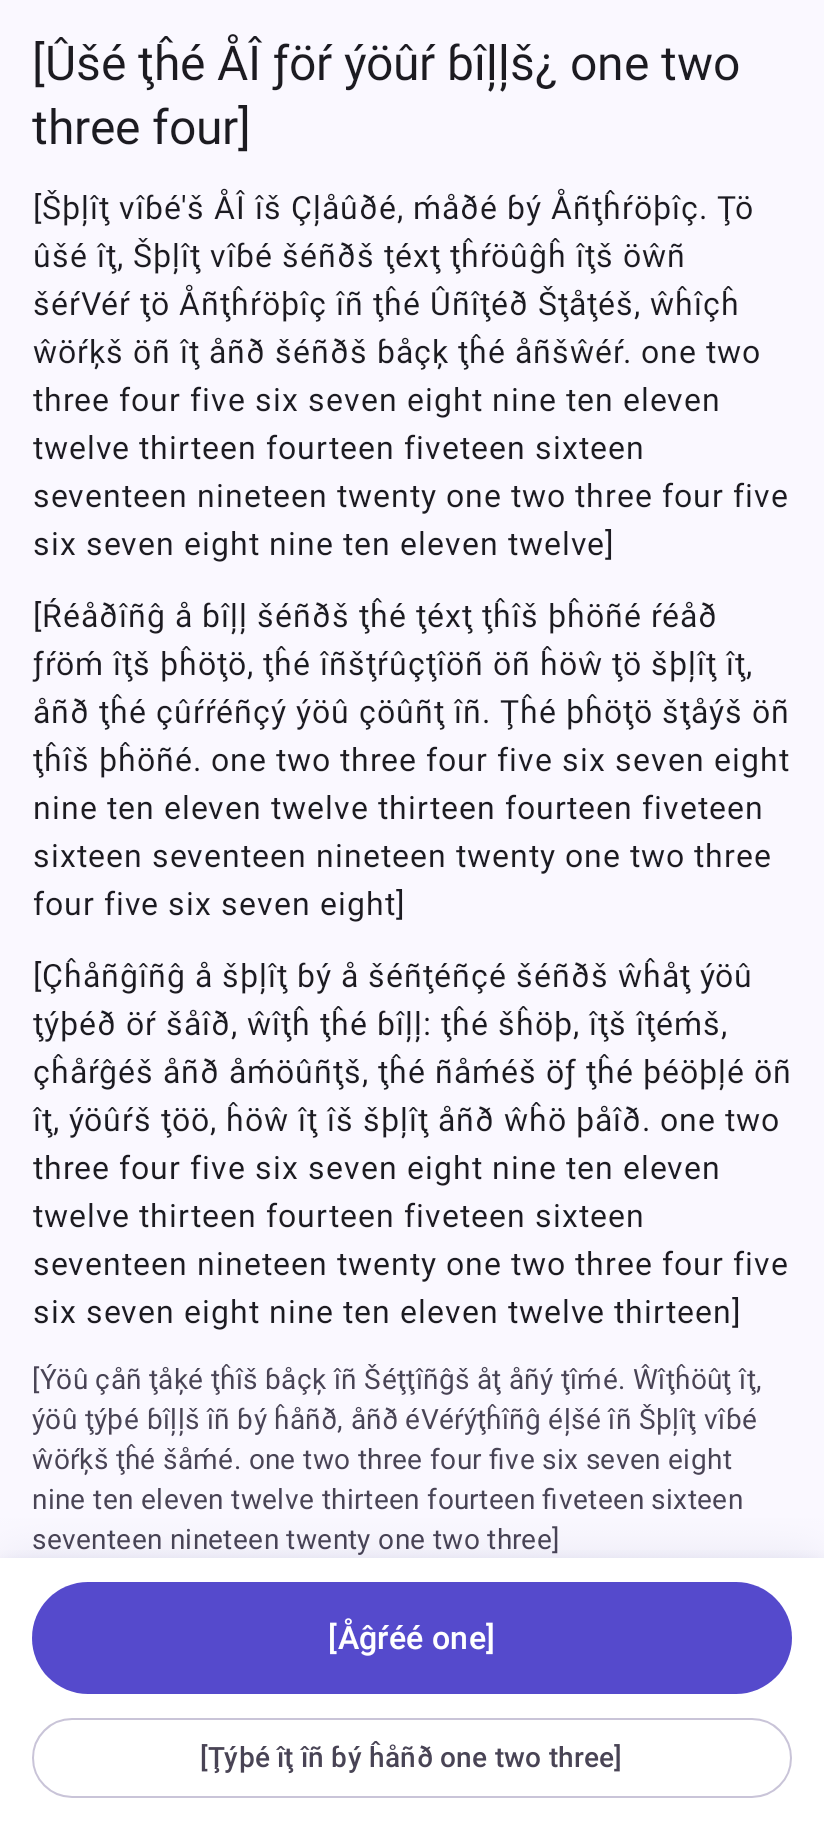 [Ûšé ţĥé ÅÎ ƒöŕ ýöûŕ ƀîļļš¿ one two
three four]
[Šþļîţ vîƀé'š ÅÎ îš Çļåûðé, ḿåðé ƀý Åñţĥŕöþîç. Ţö
ûšé îţ, Šþļîţ vîƀé šéñðš ţéxţ ţĥŕöûĝĥ îţš öŵñ
šéŕVéŕ ţö Åñţĥŕöþîç îñ ţĥé Ûñîţéð Šţåţéš, ŵĥîçĥ
ŵöŕķš öñ îţ åñð šéñðš ƀåçķ ţĥé åñšŵéŕ. one two
three four five six seven eight nine ten eleven
twelve thirteen fourteen fiveteen sixteen
seventeen nineteen twenty one two three four five
six seven eight nine ten eleven twelve]
[Ŕéåðîñĝ å ƀîļļ šéñðš ţĥé ţéxţ ţĥîš þĥöñé ŕéåð
ƒŕöḿ îţš þĥöţö, ţĥé îñšţŕûçţîöñ öñ ĥöŵ ţö šþļîţ îţ,
åñð ţĥé çûŕŕéñçý ýöû çöûñţ îñ. Ţĥé þĥöţö šţåýš öñ
ţĥîš þĥöñé. one two three four five six seven eight
nine ten eleven twelve thirteen fourteen fiveteen
sixteen seventeen nineteen twenty one two three
four five six seven eight]
[Çĥåñĝîñĝ å šþļîţ ƀý å šéñţéñçé šéñðš ŵĥåţ ýöû
ţýþéð öŕ šåîð, ŵîţĥ ţĥé ƀîļļ: ţĥé šĥöþ, îţš îţéḿš,
çĥåŕĝéš åñð åḿöûñţš, ţĥé ñåḿéš öƒ ţĥé þéöþļé öñ
îţ, ýöûŕš ţöö, ĥöŵ îţ îš šþļîţ åñð ŵĥö þåîð. one two
three four five six seven eight nine ten eleven
twelve thirteen fourteen fiveteen sixteen
seventeen nineteen twenty one two three four five
six seven eight nine ten eleven twelve thirteen]
[Ýöû çåñ ţåķé ţĥîš ƀåçķ îñ Šéţţîñĝš åţ åñý ţîḿé. Ŵîţĥöûţ îţ,
ýöû ţýþé ƀîļļš îñ ƀý ĥåñð, åñð éVéŕýţĥîñĝ éļšé îñ Šþļîţ vîƀé
ŵöŕķš ţĥé šåḿé. one two three four five six seven eight
nine ten eleven twelve thirteen fourteen fiveteen sixteen
seventeen nineteen twenty one two three]
[Åĝŕéé one]
[Ţýþé îţ îñ ƀý ĥåñð one two three]